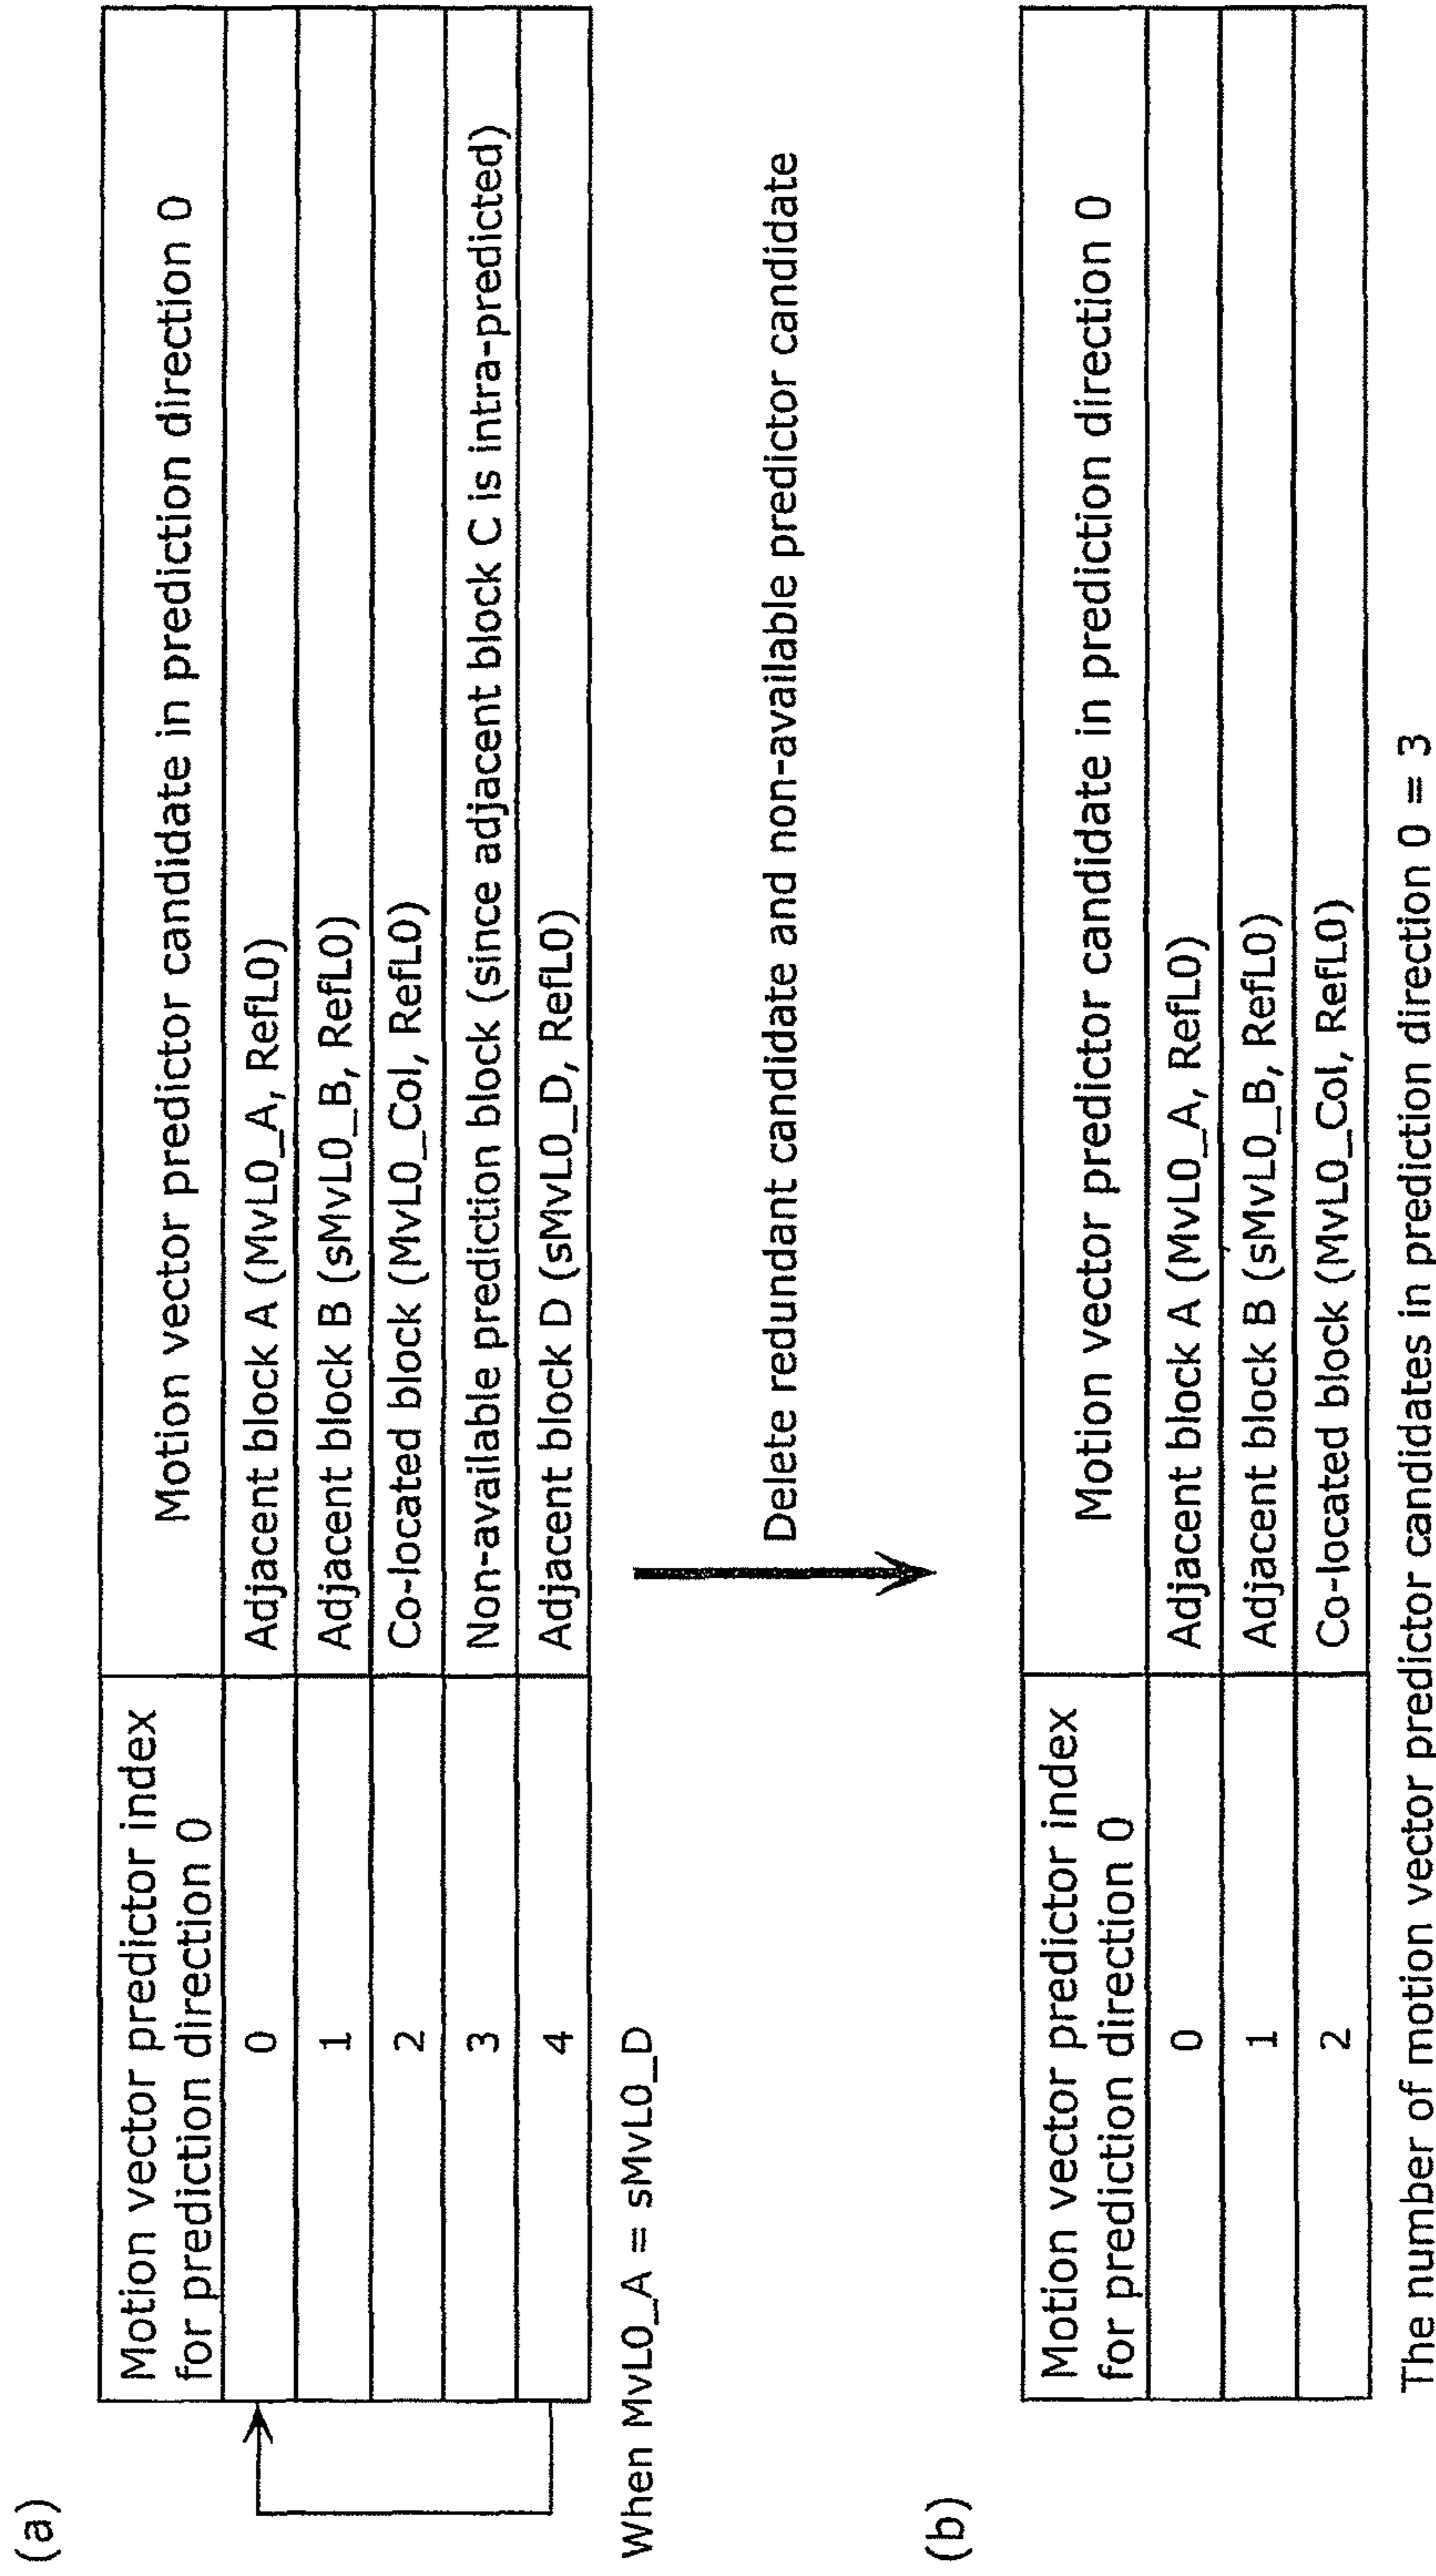 (a)
Motion vector predictor index
for prediction direction 0
Motion vector predictor candidate in prediction direction 0
0
Adjacent block A (MvL0_A, RefL0)
1
Adjacent block B (sMvL0_B, RefL0)
2
Co-located block (MvL0_Col, RefL0)
3
Non-available prediction block (since adjacent block C is intra-predicted)
4
Adjacent block D (sMvL0_D, RefL0)
When MvL0_A = sMvL0_D
Delete redundant candidate and non-available predictor candidate
(b)
Motion vector predictor index
for prediction direction 0
Motion vector predictor candidate in prediction direction 0
0
Adjacent block A (MvL0_A, RefL0)
1
Adjacent block B (sMvL0_B, RefL0)
2
Co-located block (MvL0_Col, RefL0)
The number of motion vector predictor candidates in prediction direction 0 = 3